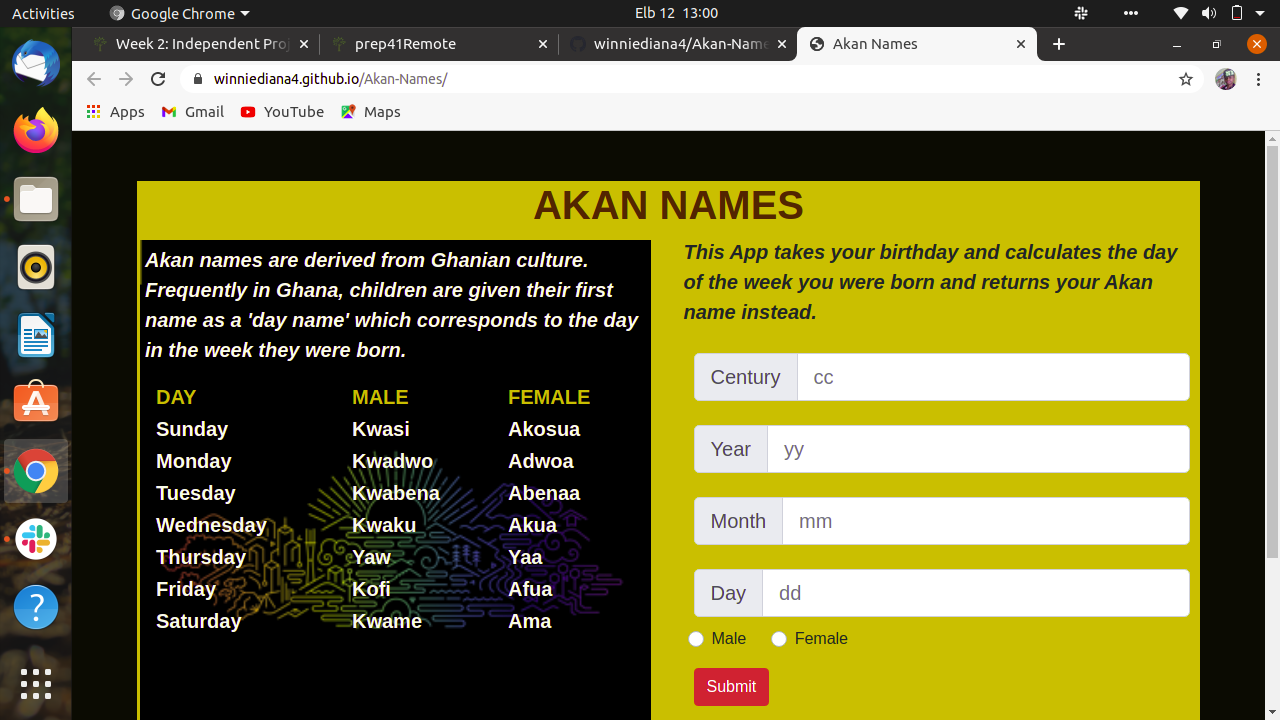 Activities
Google Chrome
Elb 12 13:00
Week 2: Independent Proj
prep41Remote
winniediana4/Akan-Name
Akan Names
winniediana4.github.io/Akan-Names/
Apps
Gmail
YouTube
Maps
AKAN NAMES
Akan names are derived from Ghanian culture.
Frequently in Ghana, children are given their first
name as a 'day name' which corresponds to the day
in the week they were born.
DAY MALE FEMALE
Sunday Kwasi Akosua
Monday Kwadwo Adwoa
Tuesday Kwabena Abenaa
Wednesday Kwaku Akua
Thursday Yaw Yaa
Friday Kofi Afua
Saturday Kwame Ama
This App takes your birthday and calculates the day
of the week you were born and returns your Akan
name instead.
Century cc
Year yy
Month mm
Day dd
Male Female
Submit